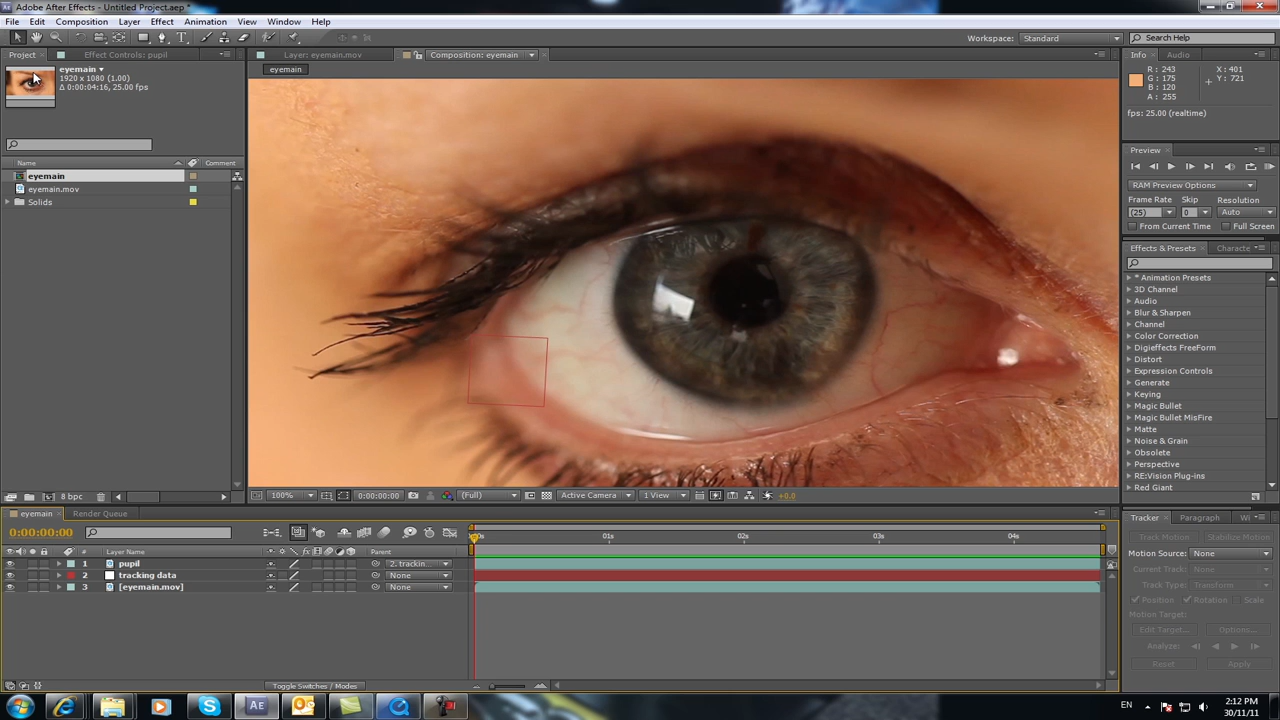 Adobe After Effects - Untitled Project.aep *
File Edit Composition Layer Effect Animation View Window Help
Workspace: Standard Search Help
Project Effect Controls: pupil
Layer: eyemain.mov Composition: eyemain
Info Audio
eyemain
1920 x 1080 (1.00)
Δ 0:00:04:16, 25.00 fps
eyemain
R : 243
G : 175
B : 120
A : 255
X : 401
Y : 721
fps: 25.00 (realtime)
Preview
RAM Preview Options
Frame Rate Skip Resolution
(25) 0 Auto
From Current Time Full Screen
Name Comment
eyemain
eyemain.mov
Solids
Effects & Presets Characte
* Animation Presets
3D Channel
Audio
Blur & Sharpen
Channel
Color Correction
Digieffects FreeForm
Distort
Expression Controls
Generate
Keying
Magic Bullet
Magic Bullet MisFire
Matte
Noise & Grain
Obsolete
Perspective
RE:Vision Plug-ins
Red Giant
8 bpc
100% 0:00:00:00 (Full) Active Camera 1 View +0.0
eyemain Render Queue
0:00:00:00
01s 02s 03s 04s
# Layer Name Parent
1 pupil 2. trackin...
2 tracking data None
3 [eyemain.mov] None
Toggle Switches / Modes
Tracker Paragraph Wi
Track Motion Stabilize Motion
Motion Source: None
Current Track: None
Track Type: Transform
Position Rotation Scale
Motion Target:
Edit Target... Options...
Analyze:
Reset Apply
EN 2:12 PM
30/11/11